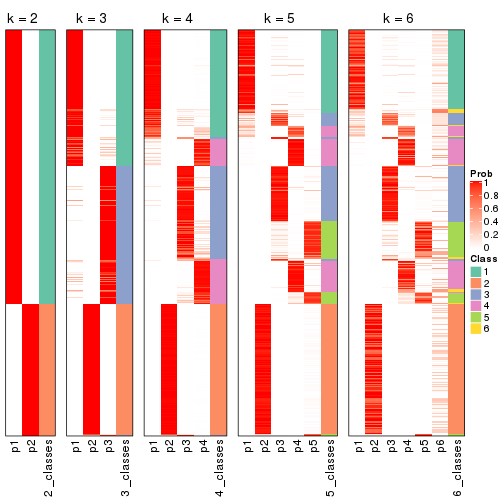 k = 2
k = 3
k = 4
k = 5
k = 6
Prob
1
0.8
0.6
0.4
0.2
0
Class
1
2
3
4
5
6
p1
p2
2_classes
p1
p2
p3
3_classes
p1
p2
p3
p4
4_classes
p1
p2
p3
p4
p5
5_classes
p1
p2
p3
p4
p5
p6
6_classes